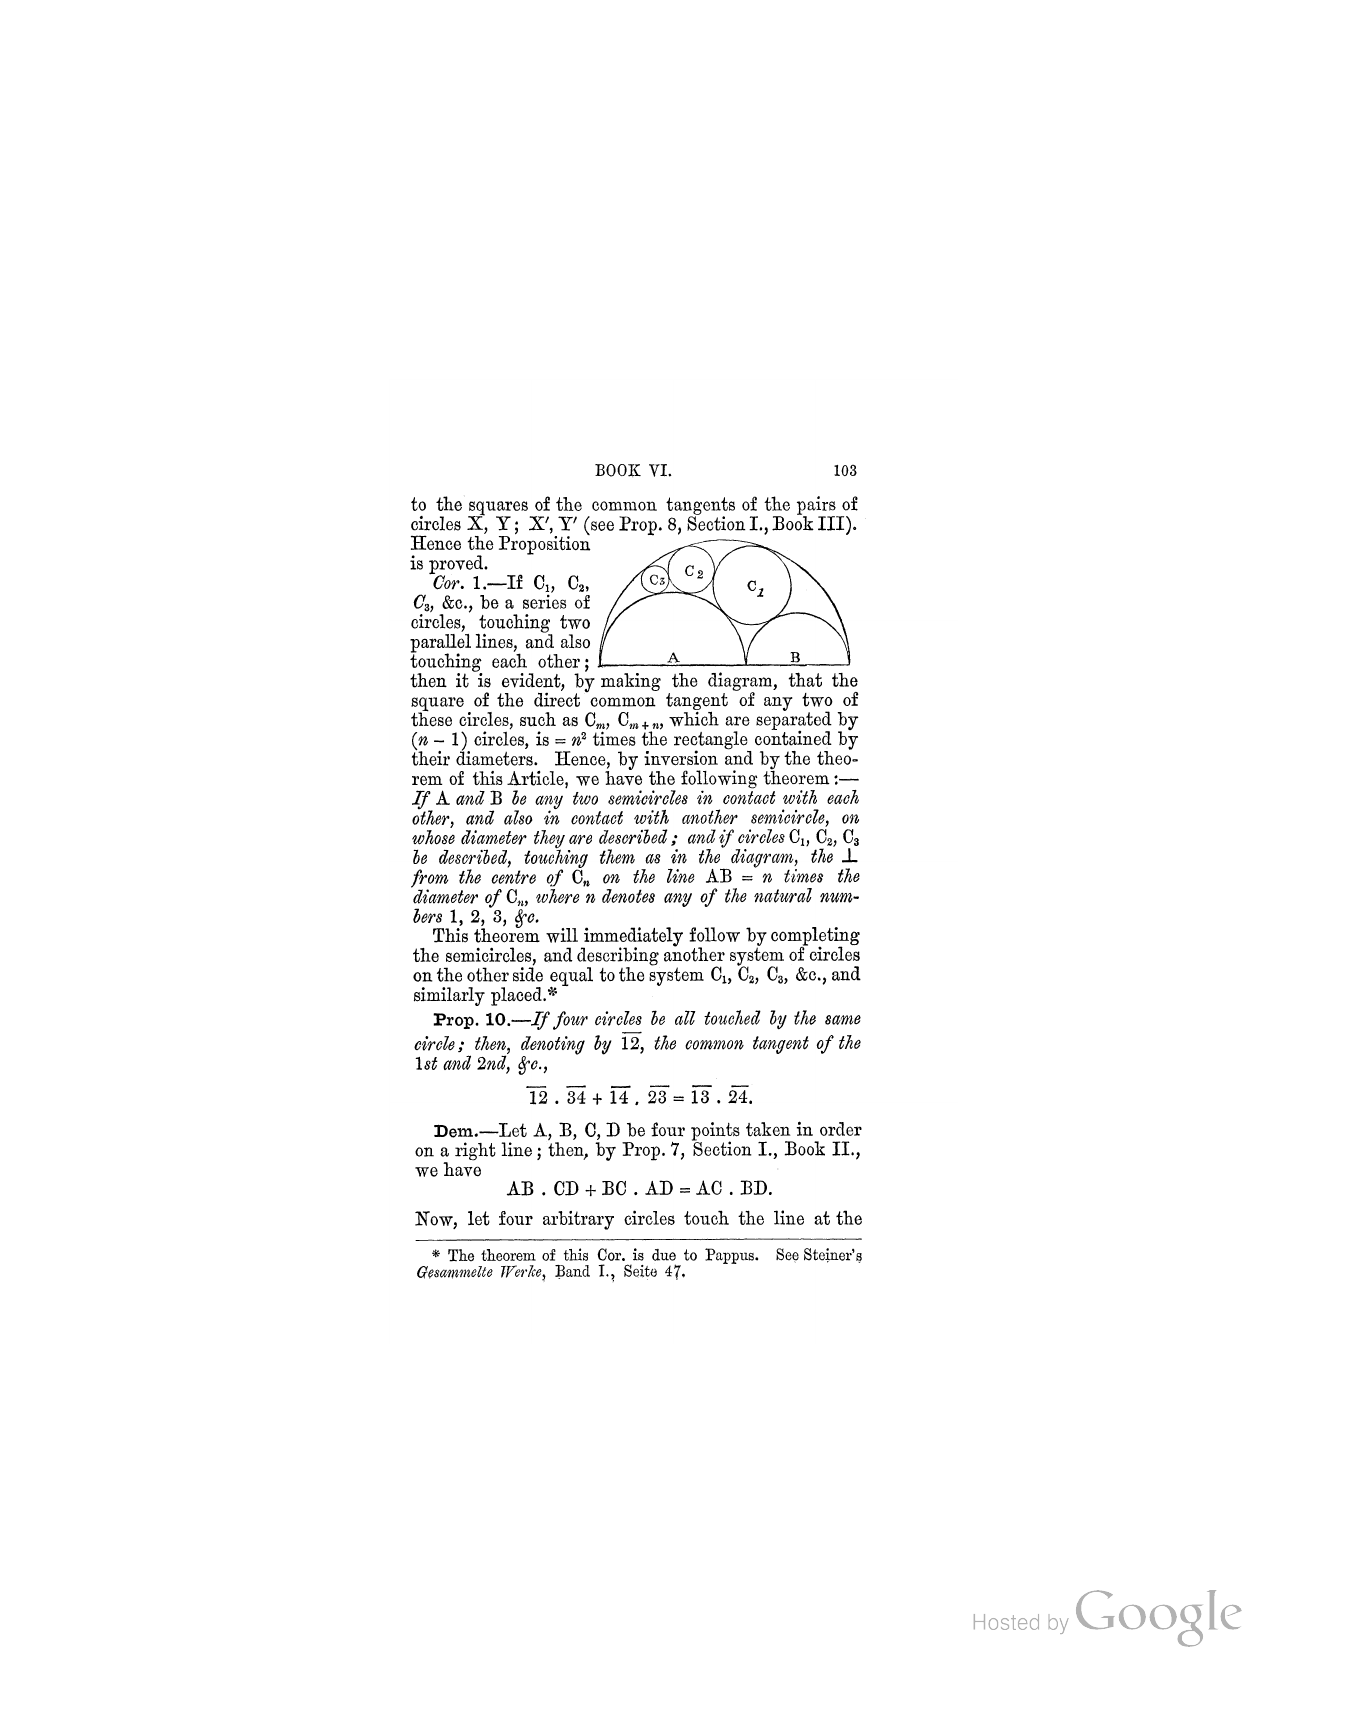 BOOK VI. 103
to the squares of the common tangents of the pairs of
circles X, Y; X′, Y′ (see Prop. 8, Section I., Book III).
Hence the Proposition
is proved.
Cor. 1.—If C₁, C₂,
C₃, &c., be a series of
circles, touching two
parallel lines, and also
touching each other;
C3 C2 C1
A B
then it is evident, by making the diagram, that the
square of the direct common tangent of any two of
these circles, such as Cₘ, Cₘ₊ₙ, which are separated by
(n − 1) circles, is = n² times the rectangle contained by
their diameters. Hence, by inversion and by the theo-
rem of this Article, we have the following theorem:—
If A and B be any two semicircles in contact with each
other, and also in contact with another semicircle, on
whose diameter they are described; and if circles C₁, C₂, C₃
be described, touching them as in the diagram, the ⊥
from the centre of Cₙ on the line AB = n times the
diameter of Cₙ, where n denotes any of the natural num-
bers 1, 2, 3, &c.
This theorem will immediately follow by completing
the semicircles, and describing another system of circles
on the other side equal to the system C₁, C₂, C₃, &c., and
similarly placed.*
Prop. 10.—If four circles be all touched by the same
circle; then, denoting by 1̅2̅, the common tangent of the
1st and 2nd, &c.,
1̅2̅ . 3̅4̅ + 1̅4̅ . 2̅3̅ = 1̅3̅ . 2̅4̅.
Dem.—Let A, B, C, D be four points taken in order
on a right line; then, by Prop. 7, Section I., Book II.,
we have
AB . CD + BC . AD = AC . BD.
Now, let four arbitrary circles touch the line at the
* The theorem of this Cor. is due to Pappus. See Steiner's
Gesammelte Werke, Band I., Seite 47.
Hosted by Google